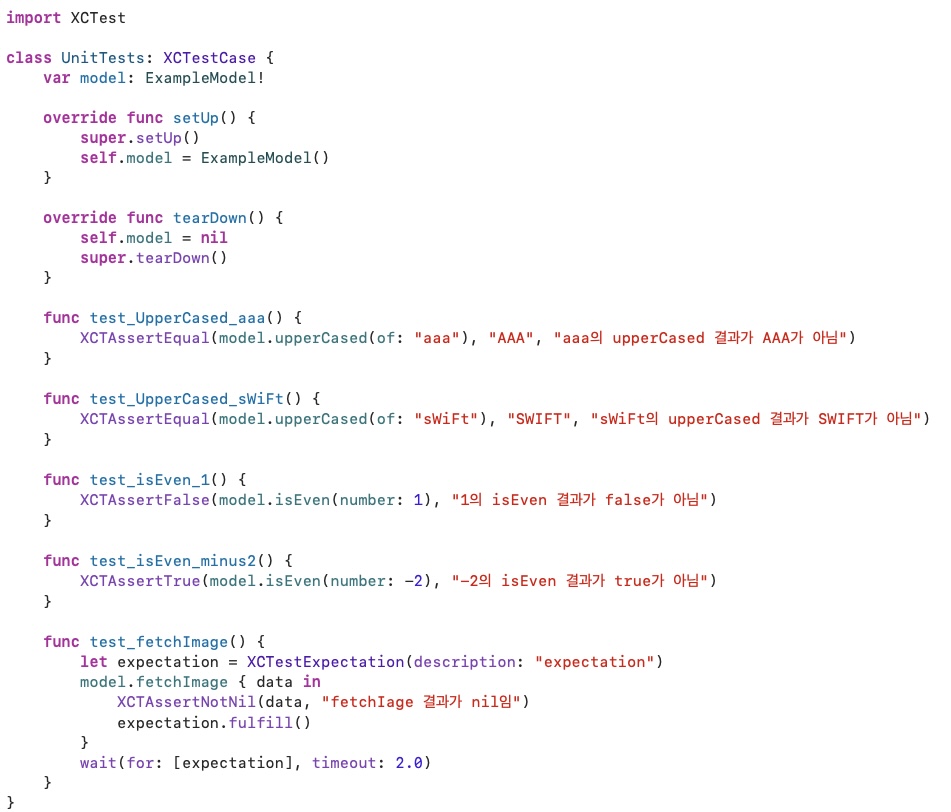 import XCTest

class UnitTests: XCTestCase {
    var model: ExampleModel!

    override func setUp() {
        super.setUp()
        self.model = ExampleModel()
    }

    override func tearDown() {
        self.model = nil
        super.tearDown()
    }

    func test_UpperCased_aaa() {
        XCTAssertEqual(model.upperCased(of: "aaa"), "AAA", "aaa의 upperCased 결과가 AAA가 아님")
    }

    func test_UpperCased_sWiFt() {
        XCTAssertEqual(model.upperCased(of: "sWiFt"), "SWIFT", "sWiFt의 upperCased 결과가 SWIFT가 아님")
    }

    func test_isEven_1() {
        XCTAssertFalse(model.isEven(number: 1), "1의 isEven 결과가 false가 아님")
    }

    func test_isEven_minus2() {
        XCTAssertTrue(model.isEven(number: -2), "-2의 isEven 결과가 true가 아님")
    }

    func test_fetchImage() {
        let expectation = XCTestExpectation(description: "expectation")
        model.fetchImage { data in
            XCTAssertNotNil(data, "fetchIage 결과가 nil임")
            expectation.fulfill()
        }
        wait(for: [expectation], timeout: 2.0)
    }
}